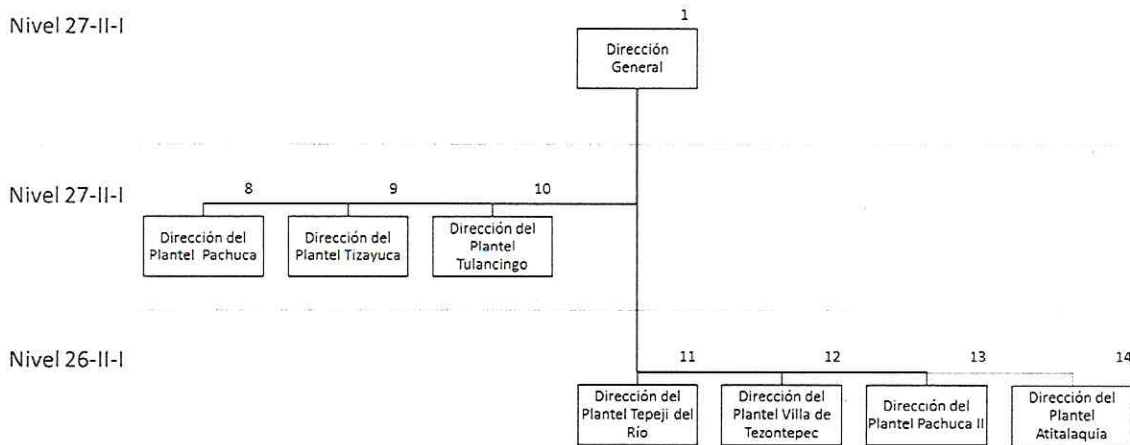 Nivel 27-II-I
1
Dirección
General
Nivel 27-II-I
8
9
10
Dirección del
Plantel Pachuca
Dirección del
Plantel Tizayuca
Dirección del
Plantel
Tulancingo
Nivel 26-II-I
11
12
13
14
Dirección del
Plantel Tepeji del
Río
Dirección del
Plantel Villa de
Tezontepec
Dirección del
Plantel Pachuca II
Dirección del
Plantel
Atitalaquia